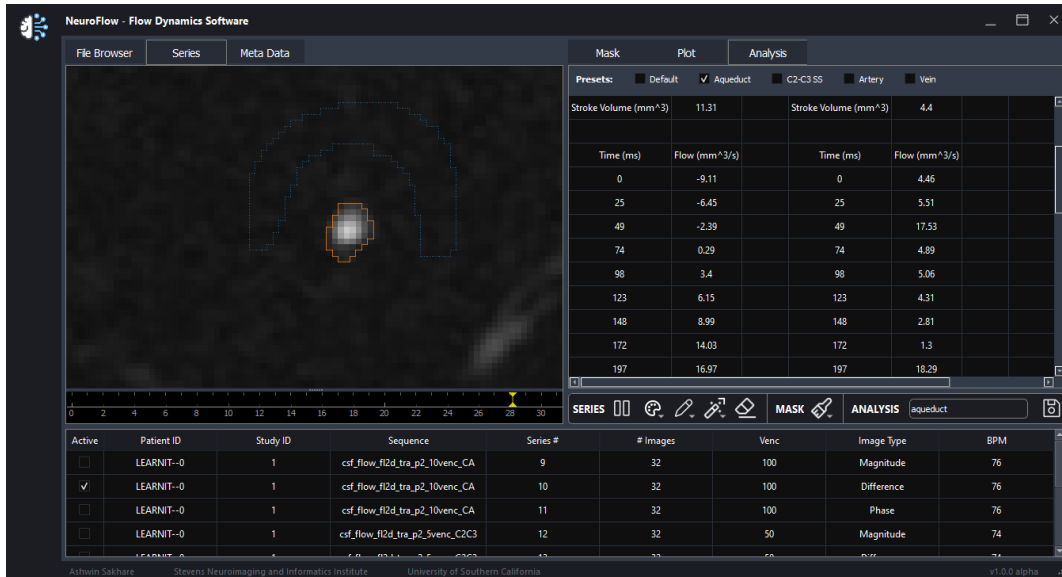 NeuroFlow - Flow Dynamics Software
File Browser Series Meta Data
Mask Plot Analysis
Presets: Default Aqueduct C2-C3 SS Artery Vein
Stroke Volume (mm^3) 11.31 Stroke Volume (mm^3) 4.4
Time (ms) Flow (mm^3/s) Time (ms) Flow (mm^3/s)
0 -9.11 0 4.46
25 -6.45 25 5.51
49 -2.39 49 17.53
74 0.29 74 4.89
98 3.4 98 5.06
123 6.15 123 4.31
148 8.99 148 2.81
172 14.03 172 1.3
197 16.97 197 18.29
0 2 4 6 8 10 12 14 16 18 20 22 24 26 28 30
SERIES MASK ANALYSIS aqueduct
Active Patient ID Study ID Sequence Series # # Images Venc Image Type BPM
LEARNIT--0 1 csf_flow_fl2d_tra_p2_10venc_CA 9 32 100 Magnitude 76
LEARNIT--0 1 csf_flow_fl2d_tra_p2_10venc_CA 10 32 100 Difference 76
LEARNIT--0 1 csf_flow_fl2d_tra_p2_10venc_CA 11 32 100 Phase 76
LEARNIT--0 1 csf_flow_fl2d_tra_p2_5venc_C2C3 12 32 50 Magnitude 74
Ashwin Sakhare Stevens Neuroimaging and Informatics Institute University of Southern California v1.0.0 alpha